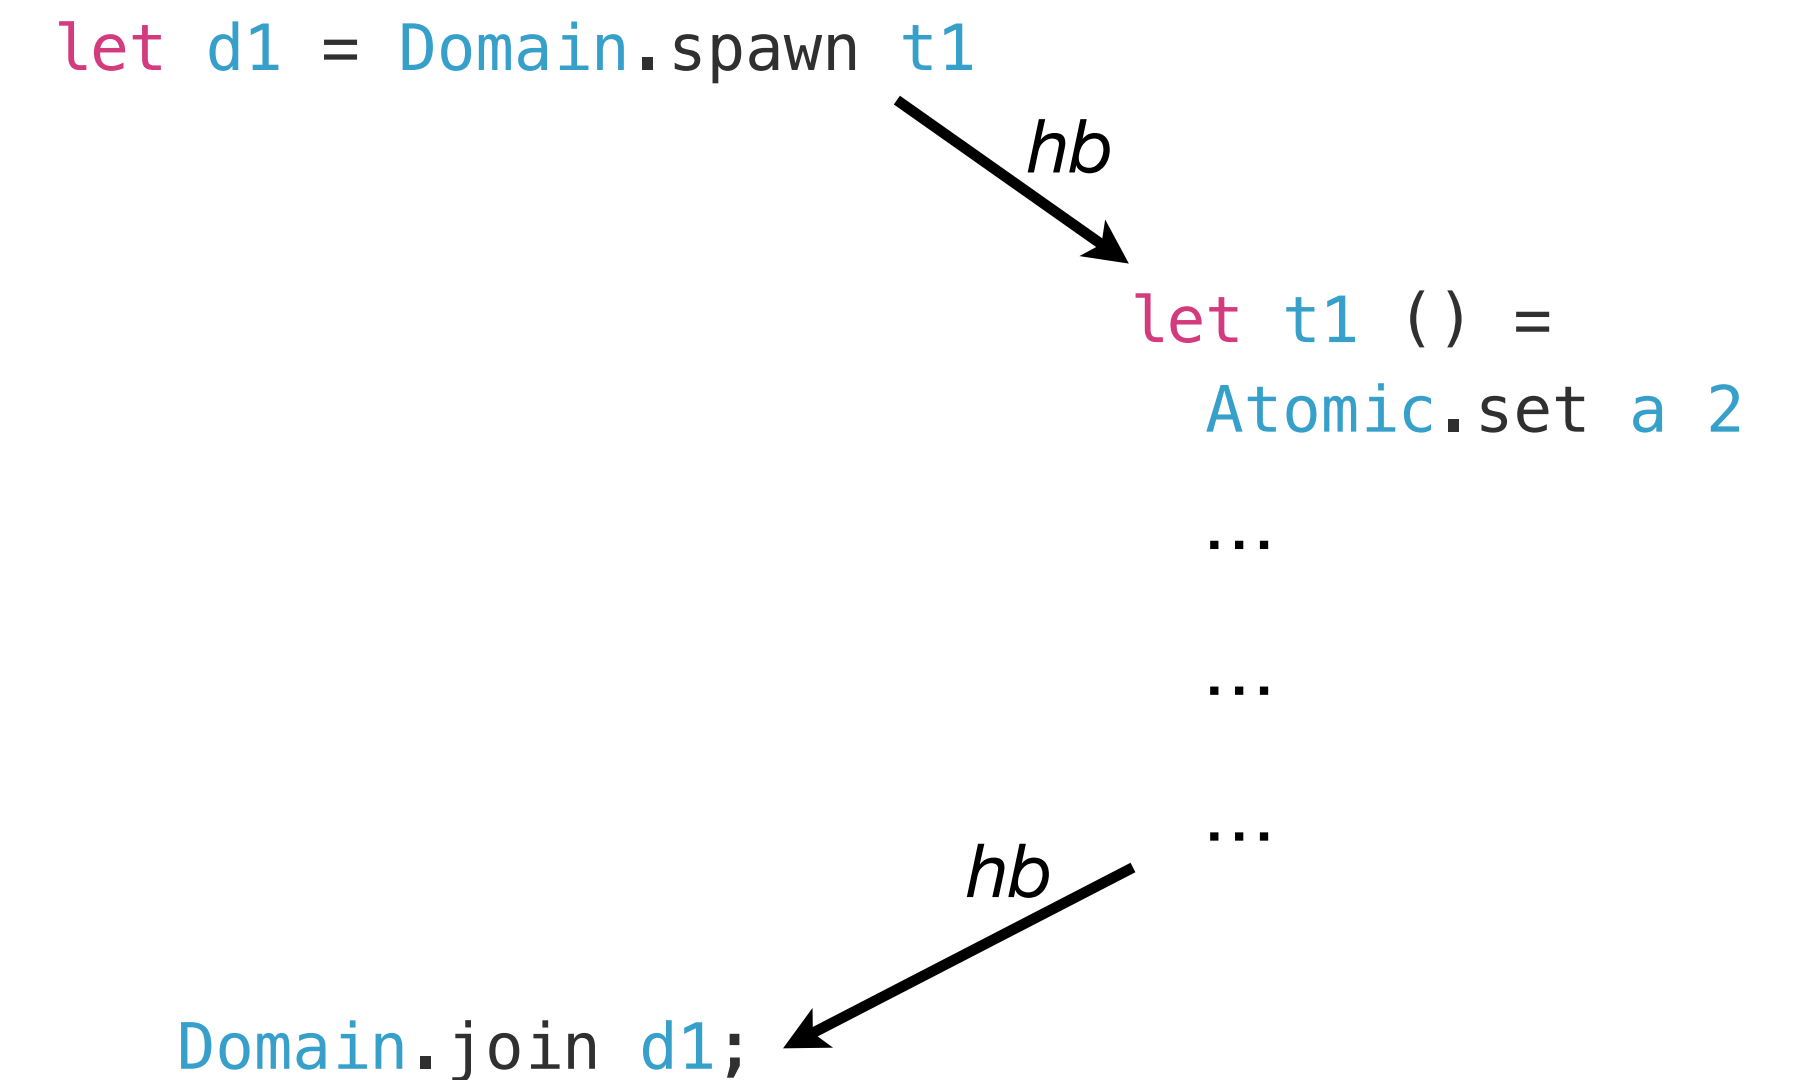 let d1 = Domain.spawn t1
hb
let t1 () =
Atomic.set a 2
...
...
...
hb
Domain.join d1;